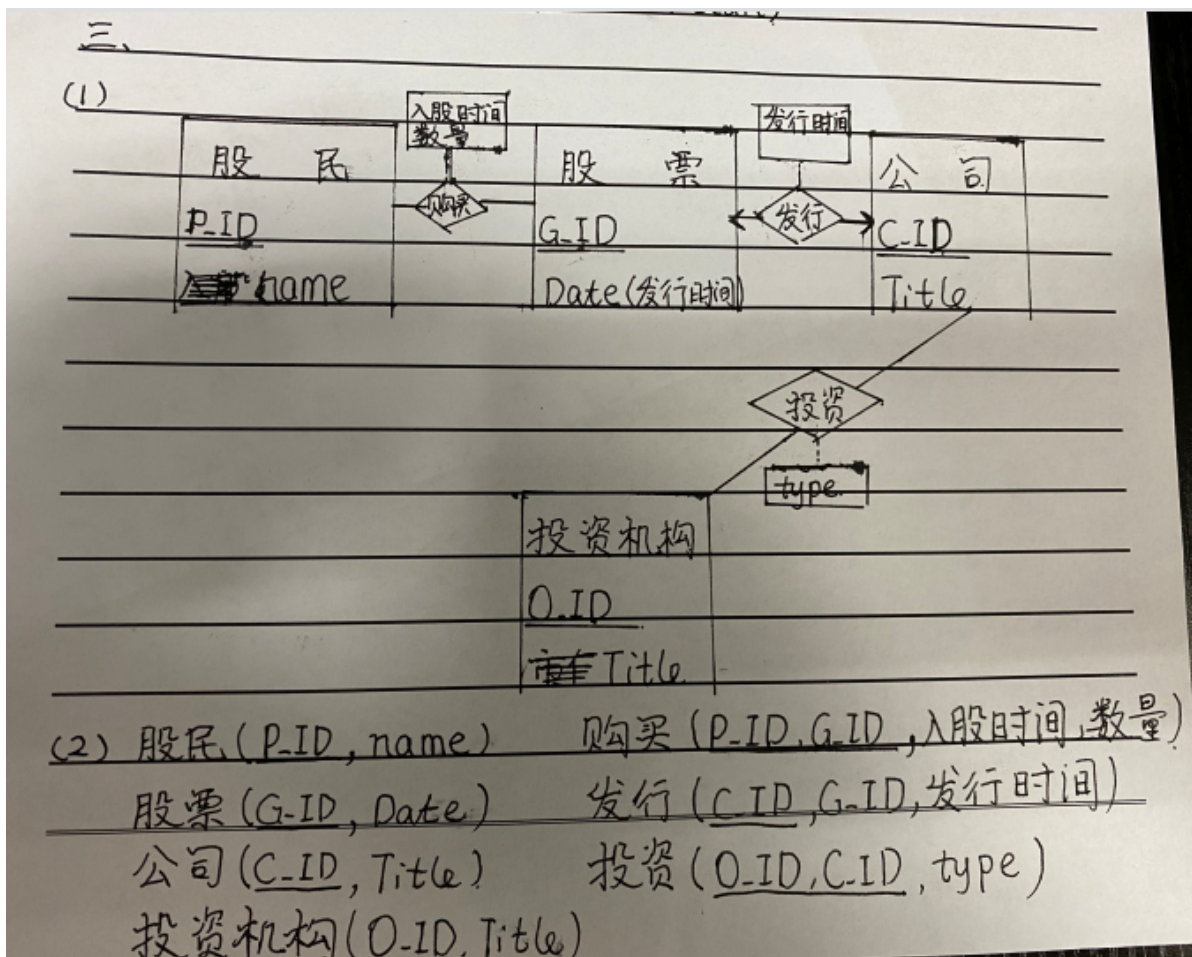 三、
(1)
入股时间
数量
发行时间
股 民
股 票
公 司
购买
发行
P_ID
G_ID
C_ID
name
Date(发行时间)
Title
投资
type
投资机构
O_ID
Title
(2) 股民(P_ID, name) 购买(P_ID, G_ID, 入股时间, 数量)
股票(G_ID, Date) 发行(C_ID, G_ID, 发行时间)
公司(C_ID, Title) 投资(O_ID, C_ID, type)
投资机构(O_ID, Title)